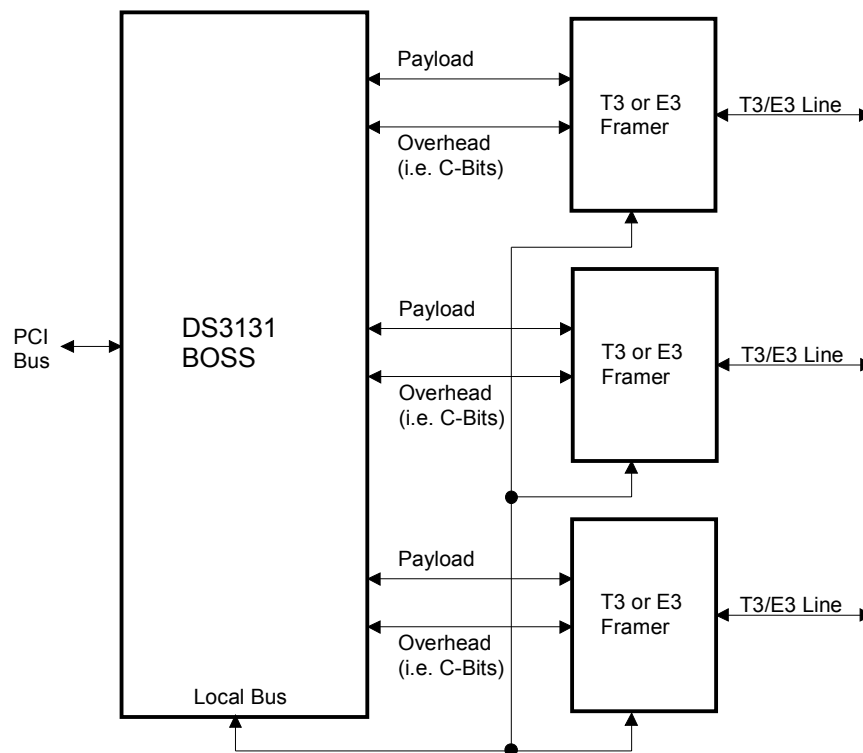 Payload
Overhead
(i.e. C-Bits)
T3 or E3
Framer
T3/E3 Line
PCI
Bus
DS3131
BOSS
Payload
Overhead
(i.e. C-Bits)
T3 or E3
Framer
T3/E3 Line
Payload
Overhead
(i.e. C-Bits)
T3 or E3
Framer
T3/E3 Line
Local Bus